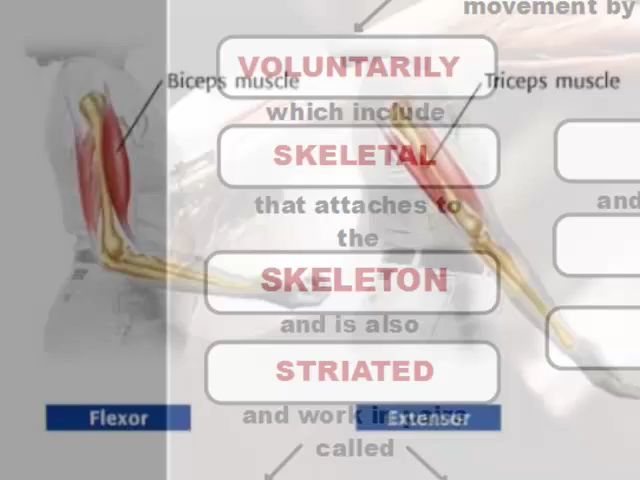 movement by
VOLUNTARILY
Biceps muscle
Triceps muscle
which include
SKELETAL
that attaches to
and
the
SKELETON
and is also
STRIATED
Flexor
and work in pairs
Extensor
called